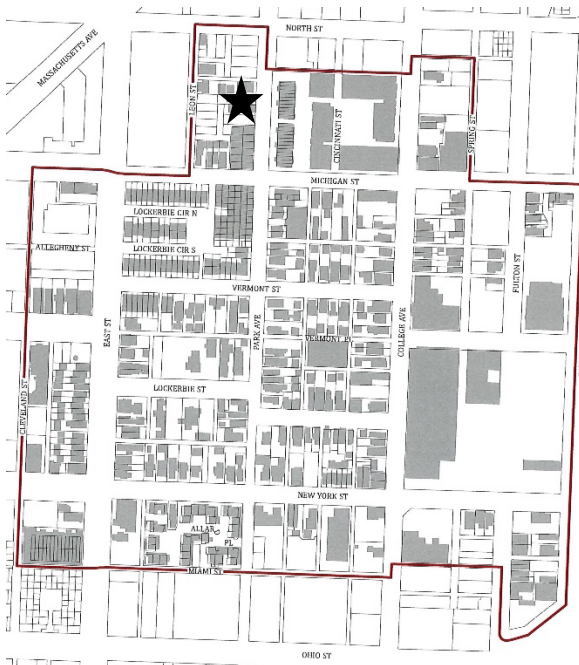 NORTH ST
MASSACHUSETTS AVE
LEON ST
CINCINNATI ST
SPRING ST
MICHIGAN ST
LOCKERBIE CIR N
ALLEGHENY ST
LOCKERBIE CIR S
FULTON ST
VERMONT ST
EAST ST
PARK AVE
VERMONT PL
COLLEGE AVE
CLEVELAND ST
LOCKERBIE ST
NEW YORK ST
ALLAR
PL
MIAMI ST
OHIO ST